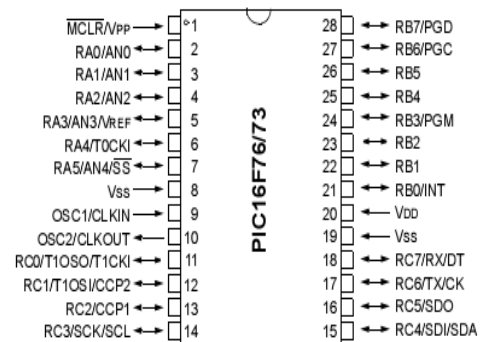 MCLR/VPP 1 28 RB7/PGD
RA0/AN0 2 27 RB6/PGC
RA1/AN1 3 26 RB5
RA2/AN2 4 25 RB4
RA3/AN3/VREF 5 24 RB3/PGM
RA4/T0CKI 6 23 RB2
RA5/AN4/SS 7 22 RB1
VSS 8 21 RB0/INT
OSC1/CLKIN 9 20 VDD
OSC2/CLKOUT 10 19 VSS
RC0/T1OSO/T1CKI 11 18 RC7/RX/DT
RC1/T1OSI/CCP2 12 17 RC6/TX/CK
RC2/CCP1 13 16 RC5/SDO
RC3/SCK/SCL 14 15 RC4/SDI/SDA
PIC16F76/73